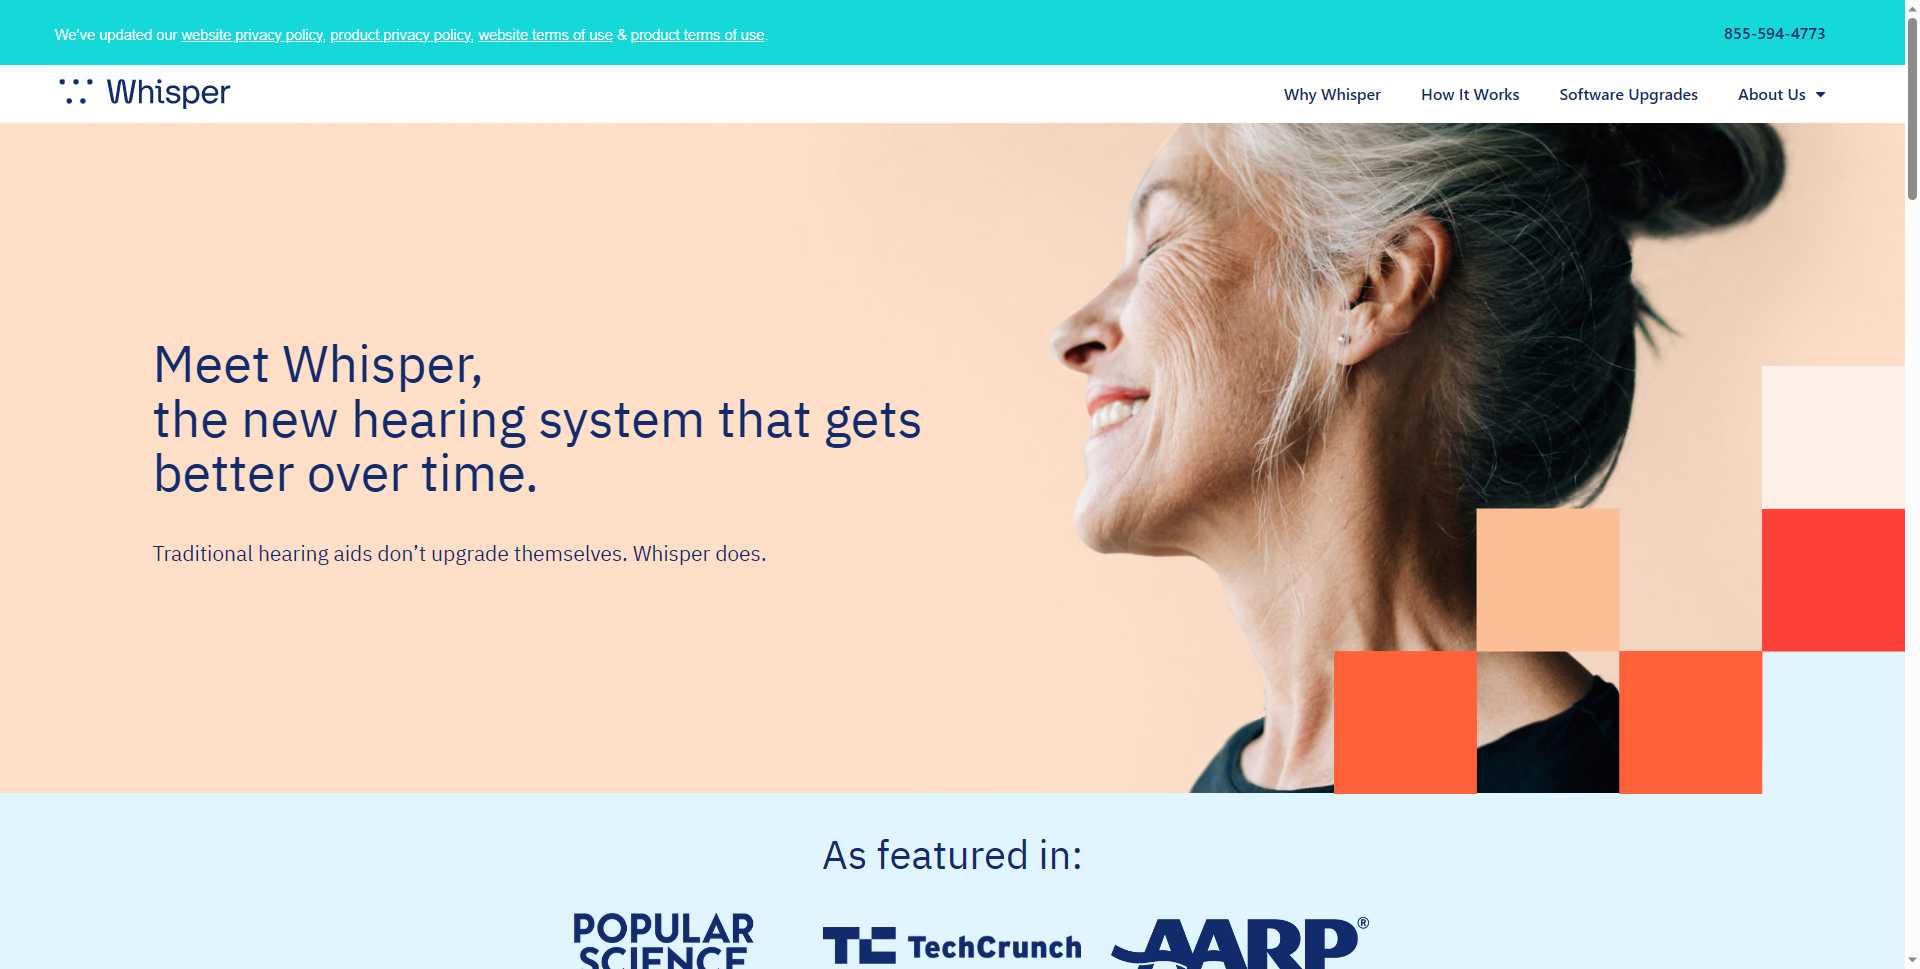 We've updated our website privacy policy, product privacy policy, website terms of use & product terms of use.
855-594-4773
Whisper
Why Whisper
How It Works
Software Upgrades
About Us
Meet Whisper,
the new hearing system that gets
better over time.
Traditional hearing aids don’t upgrade themselves. Whisper does.
As featured in:
POPULAR
SCIENCE
TC TechCrunch
AARP®